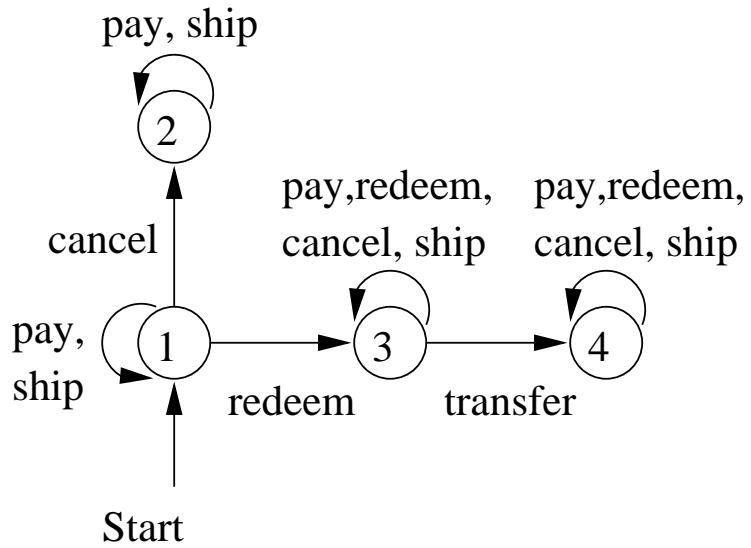 pay, ship
2
pay,redeem,
cancel, ship
pay,redeem,
cancel, ship
cancel
pay,
ship
1
3
4
redeem
transfer
Start